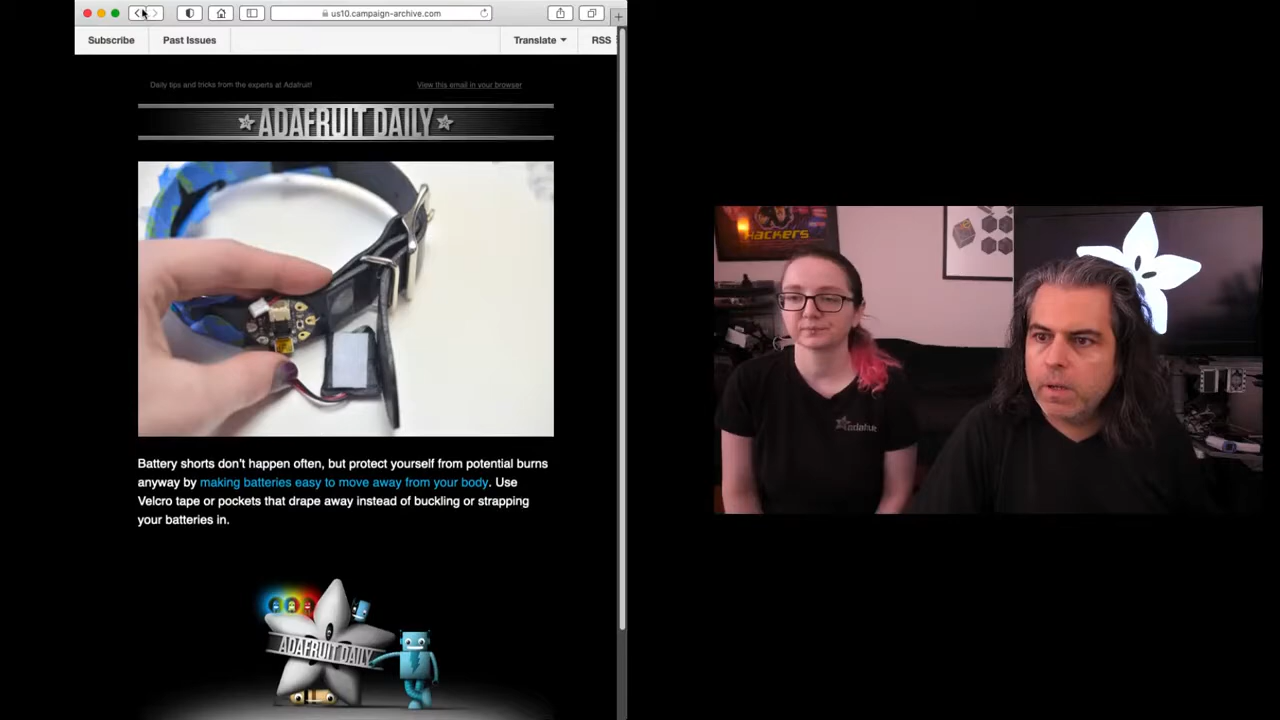 us10.campaign-archive.com
Subscribe
Past Issues
Translate
RSS
Daily tips and tricks from the experts at Adafruit!
View this email in your browser
ADAFRUIT DAILY
Battery shorts don’t happen often, but protect yourself from potential burns
anyway by making batteries easy to move away from your body. Use
Velcro tape or pockets that drape away instead of buckling or strapping
your batteries in.
ADAFRUIT DAILY
HACKERS
adafruit